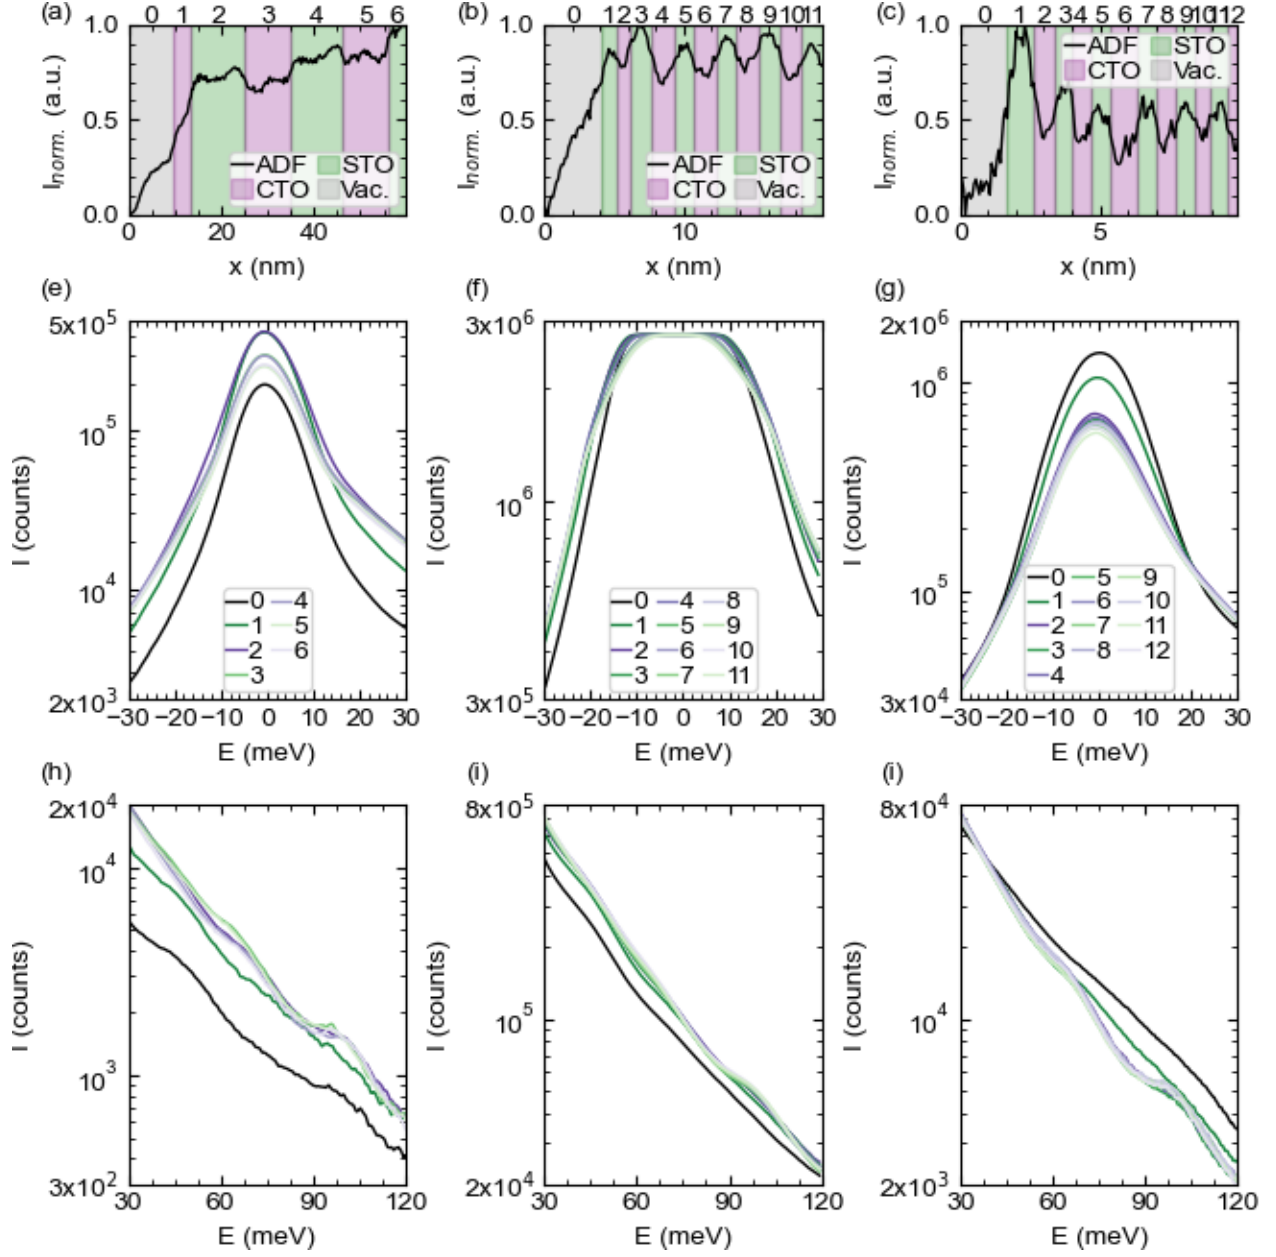 (a)
0 1 2 3 4 5 6
1.0
0.5
0.0
I_norm. (a.u.)
ADF STO
CTO Vac.
0 20 40
x (nm)
(b)
0 1 2 3 4 5 6 7 8 9 10 11
1.0
0.5
0.0
I_norm. (a.u.)
ADF STO
CTO Vac.
0 10
x (nm)
(c)
0 1 2 3 4 5 6 7 8 9 10 11 12
1.0
0.5
0.0
I_norm. (a.u.)
ADF STO
CTO Vac.
0 5
x (nm)
(e)
5x10^5
10^5
10^4
2x10^3
I (counts)
0 4
1 5
2 6
3
−30 −20 −10 0 10 20 30
E (meV)
(f)
3x10^6
10^6
3x10^5
I (counts)
0 4 8
1 5 9
2 6 10
3 7 11
−30 −20 −10 0 10 20 30
E (meV)
(g)
2x10^6
10^6
10^5
3x10^4
I (counts)
0 5 9
1 6 10
2 7 11
3 8 12
4
−30 −20 −10 0 10 20 30
E (meV)
(h)
2x10^4
10^4
10^3
3x10^2
I (counts)
30 60 90 120
E (meV)
(i)
8x10^5
10^5
2x10^4
I (counts)
30 60 90 120
E (meV)
(i)
8x10^4
10^4
2x10^3
I (counts)
30 60 90 120
E (meV)